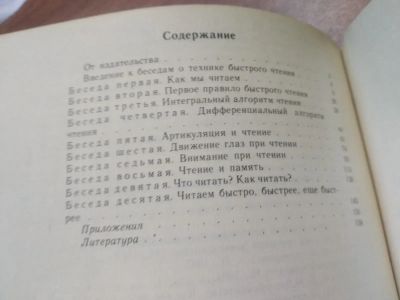 Содержание
От издательства
Введение к беседам о технике быстрого чтения
Беседа первая. Как мы читаем
Беседа вторая. Первое правило быстрого чтения
Беседа третья. Интегральный алгоритм чтения
Беседа четвертая. Дифференциальный алгоритм
чтения
Беседа пятая. Артикуляция и чтение
Беседа шестая. Движение глаз при чтении
Беседа седьмая. Внимание при чтении
Беседа восьмая. Чтение и память
Беседа девятая. Что читать? Как читать?
Беседа десятая. Читаем быстро, быстрее, еще быст-
рее
Приложения
Литература